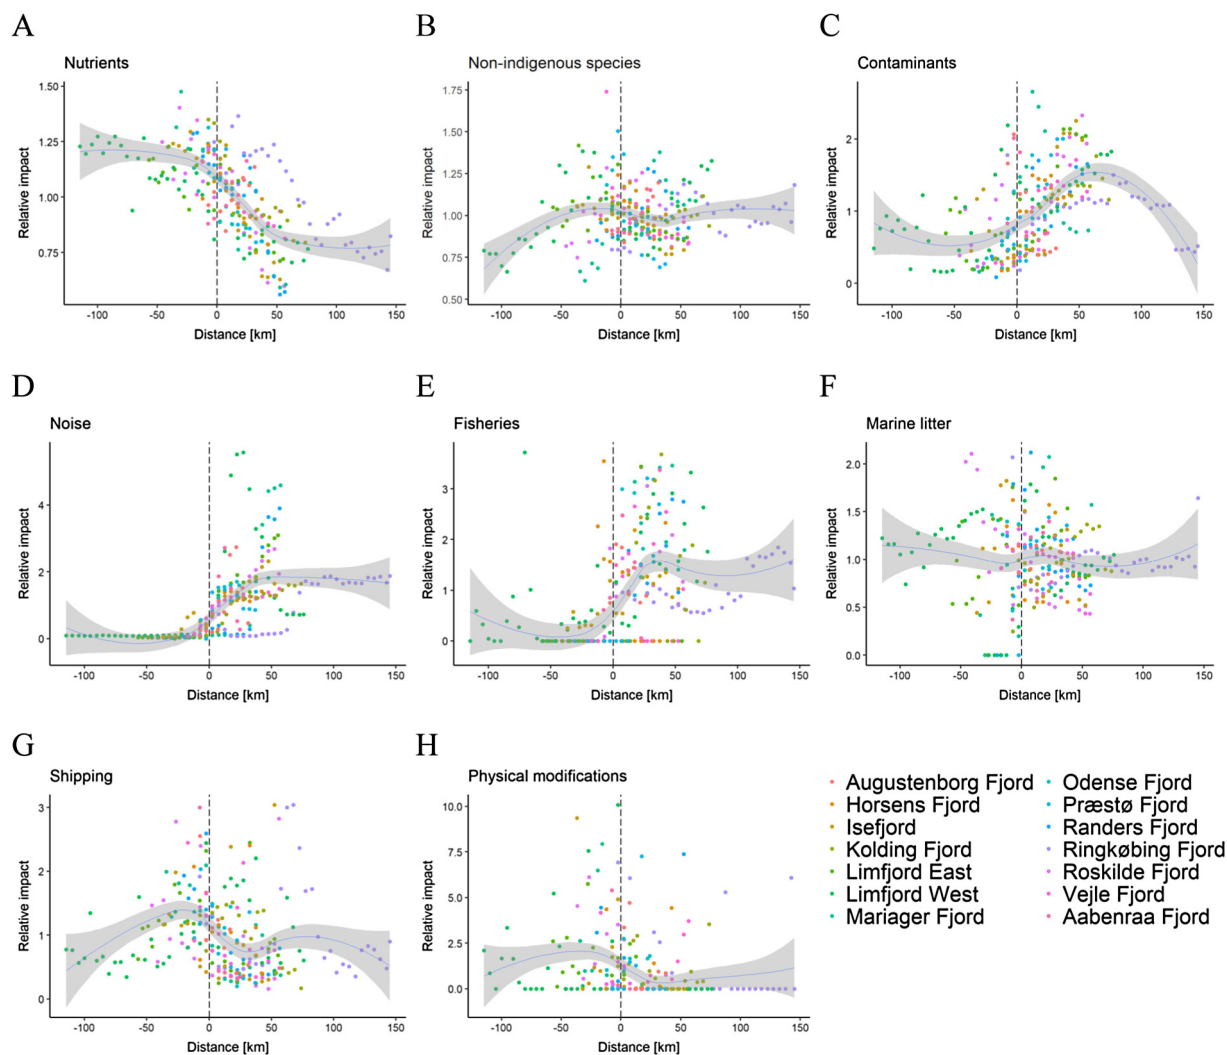 A
Nutrients
Relative impact
1.50
1.25
1.00
0.75
-100 -50 0 50 100 150
Distance [km]
B
Non-indigenous species
Relative impact
1.75
1.50
1.25
1.00
0.75
0.50
-100 -50 0 50 100 150
Distance [km]
C
Contaminants
Relative impact
2
1
0
-100 -50 0 50 100 150
Distance [km]
D
Noise
Relative impact
4
2
0
-100 -50 0 50 100 150
Distance [km]
E
Fisheries
Relative impact
3
2
1
0
-100 -50 0 50 100 150
Distance [km]
F
Marine litter
Relative impact
2.0
1.5
1.0
0.5
0.0
-100 -50 0 50 100 150
Distance [km]
G
Shipping
Relative impact
3
2
1
0
-100 -50 0 50 100 150
Distance [km]
H
Physical modifications
Relative impact
10.0
7.5
5.0
2.5
0.0
-100 -50 0 50 100 150
Distance [km]
Augustenborg Fjord
Horsens Fjord
Isefjord
Kolding Fjord
Limfjord East
Limfjord West
Mariager Fjord
Odense Fjord
Præstø Fjord
Randers Fjord
Ringkøbing Fjord
Roskilde Fjord
Vejle Fjord
Aabenraa Fjord